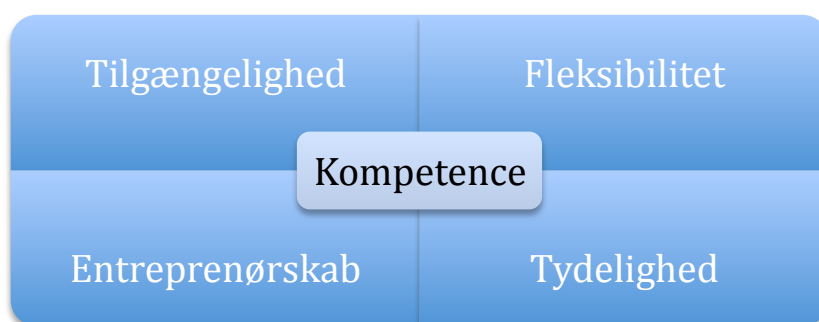 Tilgængelighed
Fleksibilitet
Kompetence
Entreprenørskab
Tydelighed